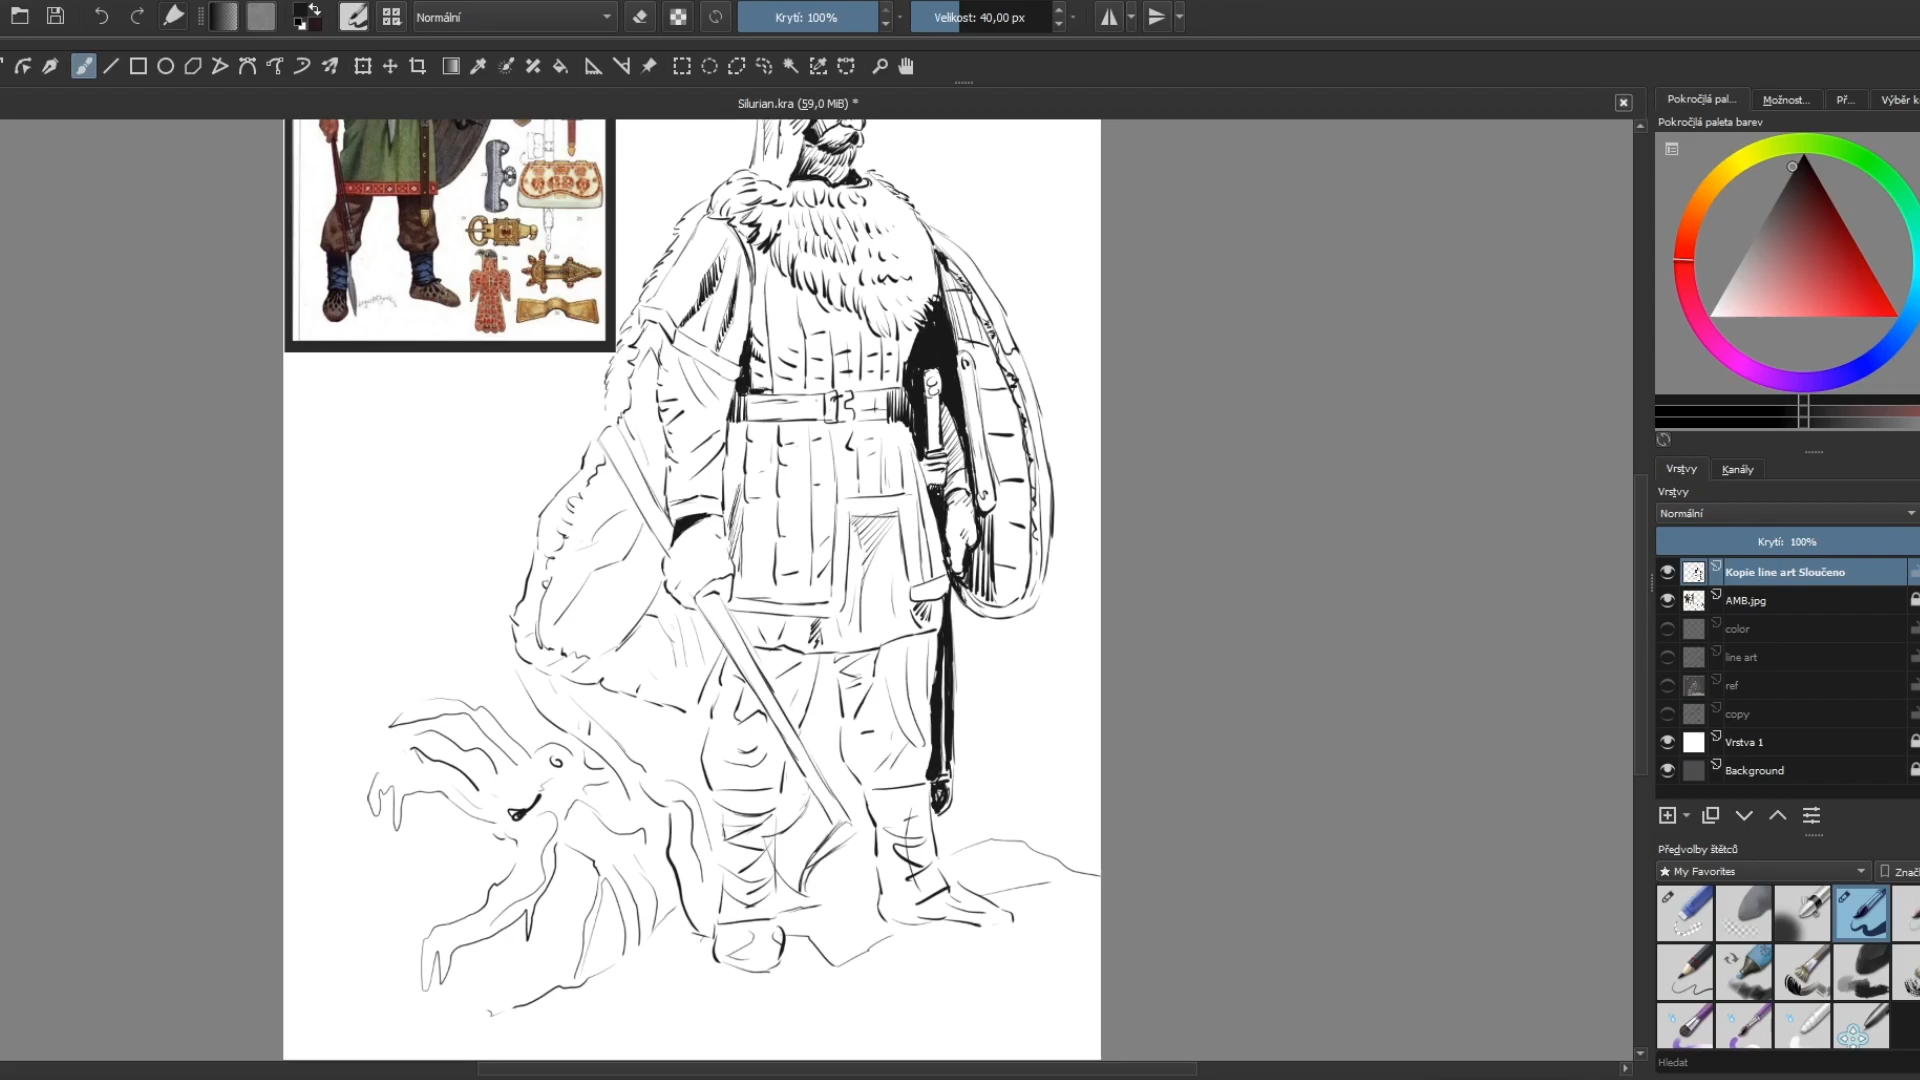 Normální
Krytí: 100%
Velikost: 40,00 px
Silurian.kra (59,0 MiB) *
Pokročilá pal...
Možnost...
Př...
Výběr k
Pokročilá paleta barev
Vrstvy
Kanály
Vrstvy
Normální
Krytí: 100%
Kopie line art Sloučeno
AMB.jpg
color
line art
ref
copy
Vrstva 1
Background
Předvolby štětců
★ My Favorites
Znač
Hledat